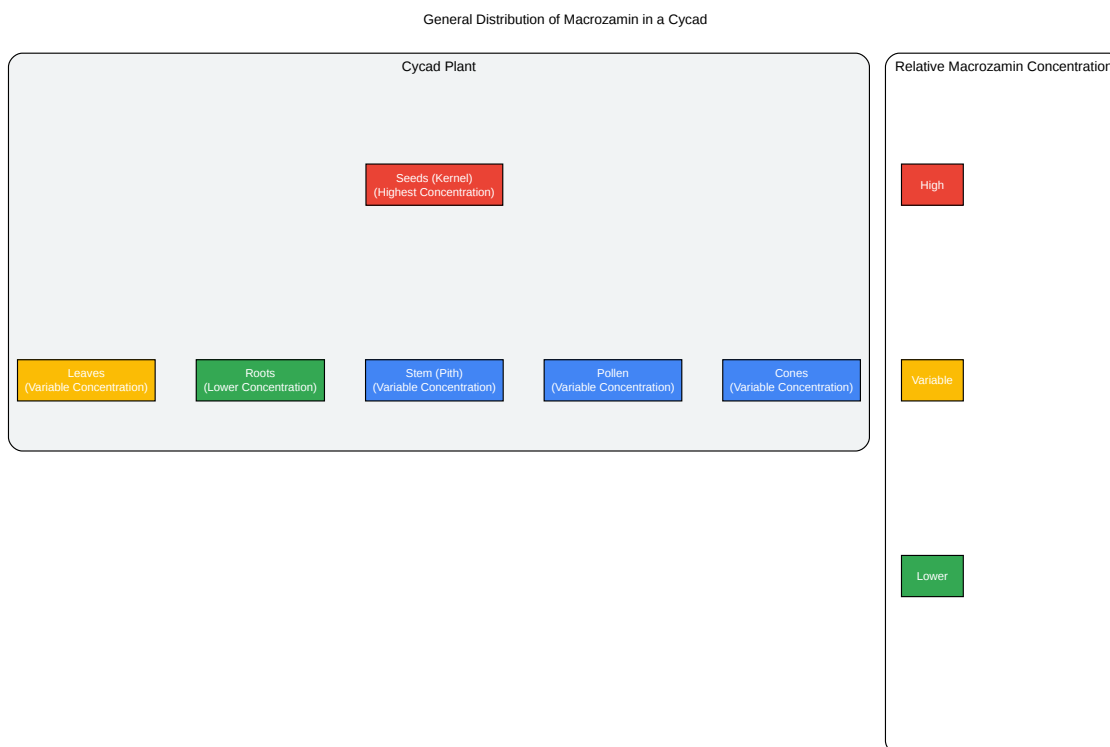 General Distribution of Macrozamin in a Cycad
Cycad Plant
Relative Macrozamin Concentration
Seeds (Kernel)
(Highest Concentration)
High
Leaves
(Variable Concentration)
Roots
(Lower Concentration)
Stem (Pith)
(Variable Concentration)
Pollen
(Variable Concentration)
Cones
(Variable Concentration)
Variable
Lower